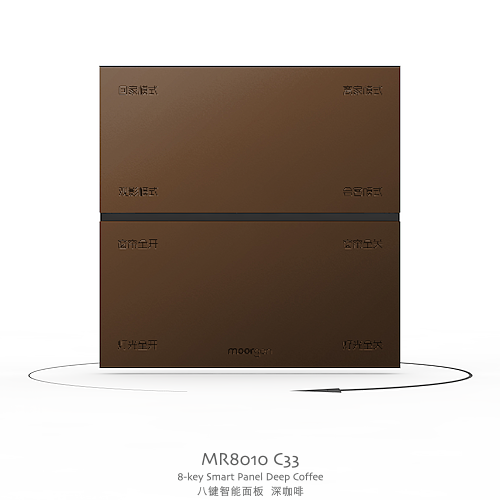 回家模式 离家模式
观影模式 会客模式
窗帘全开 窗帘全关
灯光全开 灯光全关
moorgen
MR8010 C33
8-key Smart Panel Deep Coffee
八键智能面板 深咖啡